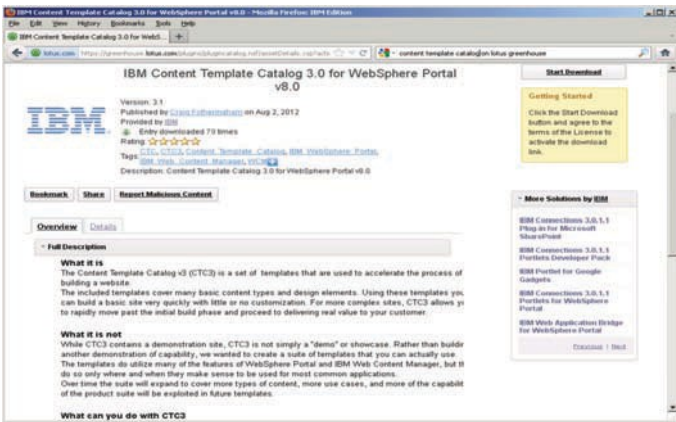 IBM Content Template Catalog 3.0 for WebSphere Portal v8.0 - Mozilla Firefox: IBM Edition
File Edit View History Bookmarks Tools Help
IBM Content Template Catalog 3.0 for WebS...
lotus.com
content template catalog on lotus greenhouse
IBM Content Template Catalog 3.0 for WebSphere Portal
v8.0
Start Download
IBM
Version: 3.1
Published by Craig Fotheringham on Aug 2, 2012
Provided by IBM
Entry downloaded 79 times
Rating
Tags: CTC, CTC3, Content_Template_Catalog, IBM_WebSphere_Portal,
IBM_Web_Content_Manager, WCM
Description: Content Template Catalog 3.0 for WebSphere Portal v8.0
Getting Started
Click the Start Download
button and agree to the
terms of the License to
activate the download
link.
Bookmark Share Report Malicious Content
Overview Details
Full Description
What it is
The Content Template Catalog v3 (CTC3) is a set of templates that are used to accelerate the process of
building a website.
The included templates cover many basic content types and design elements. Using these templates you
can build a basic site very quickly with little or no customization. For more complex sites, CTC3 allows yo
to rapidly move past the initial build phase and proceed to delivering real value to your customer.
What it is not
While CTC3 contains a demonstration site, CTC3 is not simply a "demo" or showcase. Rather than buildin
another demonstration of capability, we wanted to create a suite of templates that you can actually use.
The templates do utilize many of the features of WebSphere Portal and IBM Web Content Manager, but th
do so only where and when they make sense to be used for most common applications.
Over time the suite will expand to cover more types of content, more use cases, and more of the capabilit
of the product suite will be exploited in future templates.
What can you do with CTC3
More Solutions by IBM
IBM Connections 3.0.1.1
Plug-in for Microsoft
SharePoint
IBM Connections 3.0.1.1
Portlets Developer Pack
IBM Portlet for Google
Gadgets
IBM Connections 3.0.1.1
Portlets for WebSphere
Portal
IBM Web Application Bridge
for WebSphere Portal
Previous | Next